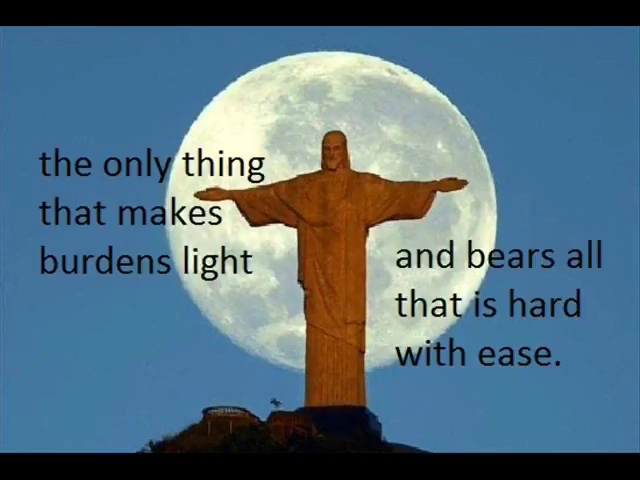 the only thing
that makes
burdens light
and bears all
that is hard
with ease.